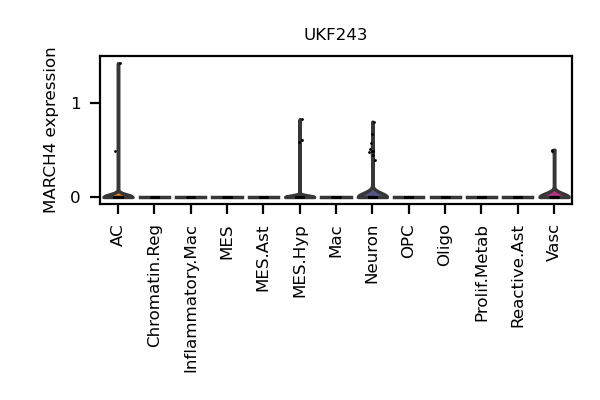 UKF243
MARCH4 expression
1
0
AC
Chromatin.Reg
Inflammatory.Mac
MES
MES.Ast
MES.Hyp
Mac
Neuron
OPC
Oligo
Prolif.Metab
Reactive.Ast
Vasc